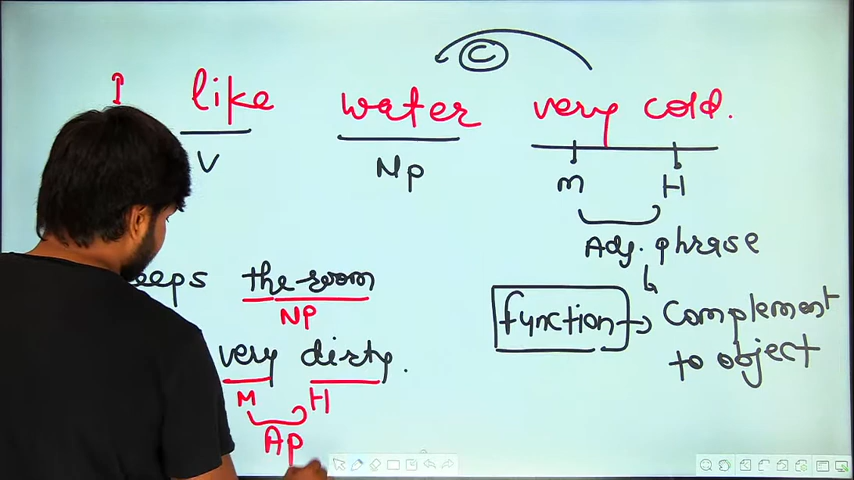 C
I like water very cold.
V NP M H
Adj. phrase
function → Complement
to object
eeps the room
NP
very dirty.
M H
AP